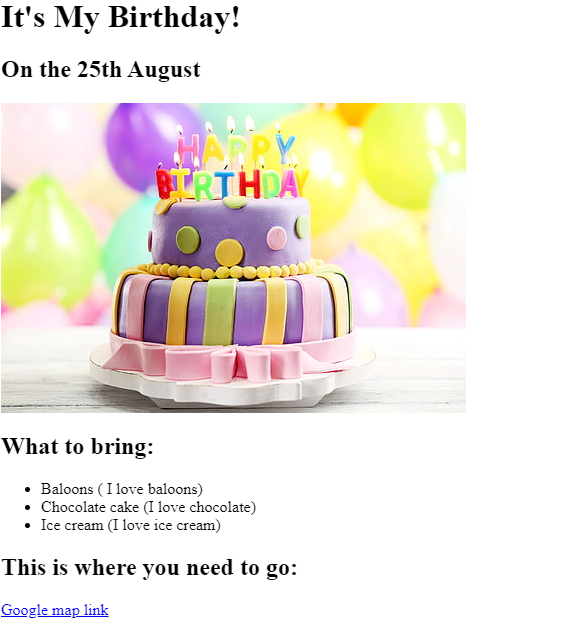 It's My Birthday!
On the 25th August
HAPPY
BIRTHDAY
What to bring:
Baloons ( I love baloons)
Chocolate cake (I love chocolate)
Ice cream (I love ice cream)
This is where you need to go:
Google map link